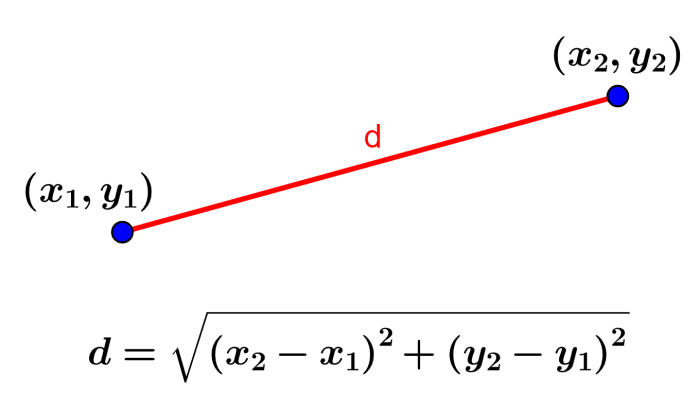 (x₂, y₂)
d
(x₁, y₁)
d = √((x₂ − x₁)² + (y₂ − y₁)²)